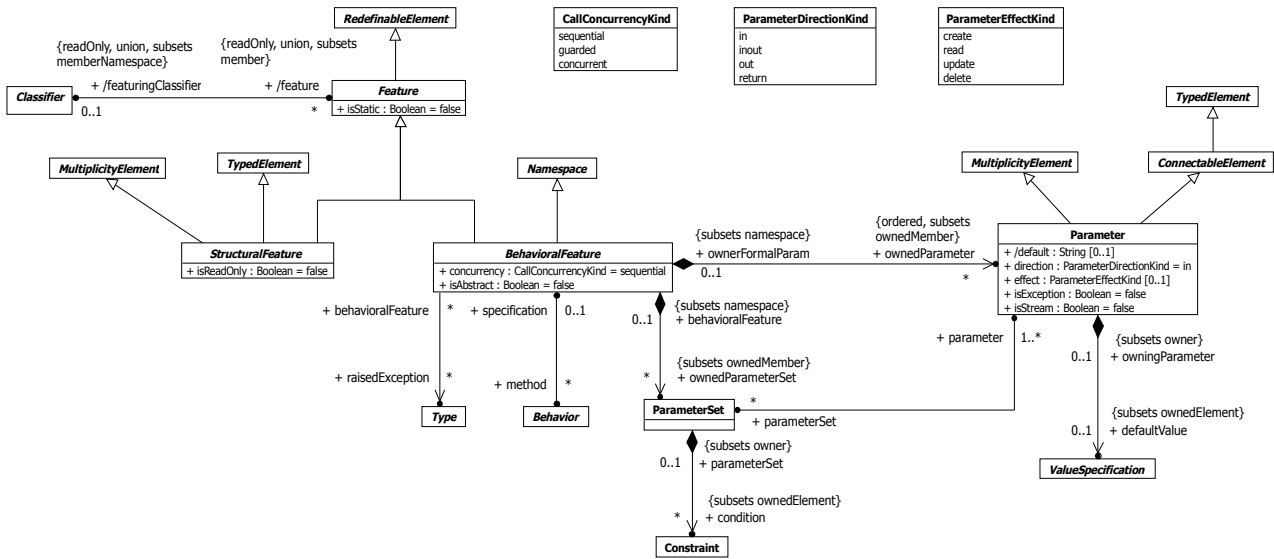 RedefinableElement
CallConcurrencyKind
sequential
guarded
concurrent
ParameterDirectionKind
in
inout
out
return
ParameterEffectKind
create
read
update
delete
{readOnly, union, subsets
memberNamespace}
+ /featuringClassifier
{readOnly, union, subsets
member}
+ /feature
Classifier
0..1
*
Feature
+ isStatic : Boolean = false
TypedElement
MultiplicityElement
TypedElement
Namespace
MultiplicityElement
ConnectableElement
StructuralFeature
+ isReadOnly : Boolean = false
BehavioralFeature
+ concurrency : CallConcurrencyKind = sequential
+ isAbstract : Boolean = false
{subsets namespace}
+ ownerFormalParam
0..1
{ordered, subsets
ownedMember}
+ ownedParameter
*
Parameter
+ /default : String [0..1]
+ direction : ParameterDirectionKind = in
+ effect : ParameterEffectKind [0..1]
+ isException : Boolean = false
+ isStream : Boolean = false
+ behavioralFeature
*
+ specification
0..1
{subsets namespace}
0..1
+ behavioralFeature
+ parameter
1..*
{subsets owner}
0..1
+ owningParameter
+ raisedException
*
+ method
*
{subsets ownedMember}
*
+ ownedParameterSet
Type
Behavior
ParameterSet
*
+ parameterSet
{subsets ownedElement}
0..1
+ defaultValue
{subsets owner}
0..1
+ parameterSet
ValueSpecification
{subsets ownedElement}
*
+ condition
Constraint